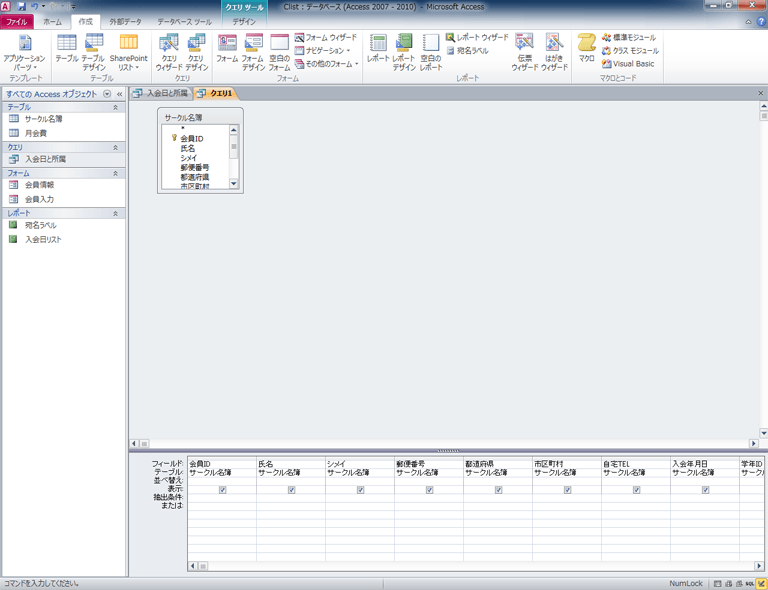 クエリ ツール
Clist : データベース (Access 2007 - 2010) - Microsoft Access
ファイル ホーム 作成 外部データ データベース ツール デザイン
アプリケーション パーツ
テーブル
テーブル デザイン
SharePoint リスト
クエリ ウィザード
クエリ デザイン
フォーム
フォーム デザイン
空白の フォーム
フォーム ウィザード
ナビゲーション
その他のフォーム
レポート
レポート デザイン
空白の レポート
レポート ウィザード
宛名ラベル
伝票 ウィザード
はがき ウィザード
マクロ
標準モジュール
クラス モジュール
Visual Basic
テンプレート テーブル クエリ フォーム レポート マクロとコード
すべての Access オブジェクト
テーブル
サークル名簿
月会費
クエリ
入会日と所属
フォーム
会員情報
会員入力
レポート
宛名ラベル
入会日リスト
入会日と所属 クエリ1
サークル名簿
*
会員ID
氏名
シメイ
郵便番号
都道府県
市区町村
フィールド: 会員ID 氏名 シメイ 郵便番号 都道府県 市区町村 自宅TEL 入会年月日 学年ID
テーブル: サークル名簿 サークル名簿 サークル名簿 サークル名簿 サークル名簿 サークル名簿 サークル名簿 サークル名簿 サーク
並べ替え:
表示:
抽出条件:
または:
コマンドを入力してください。 NumLock SQL